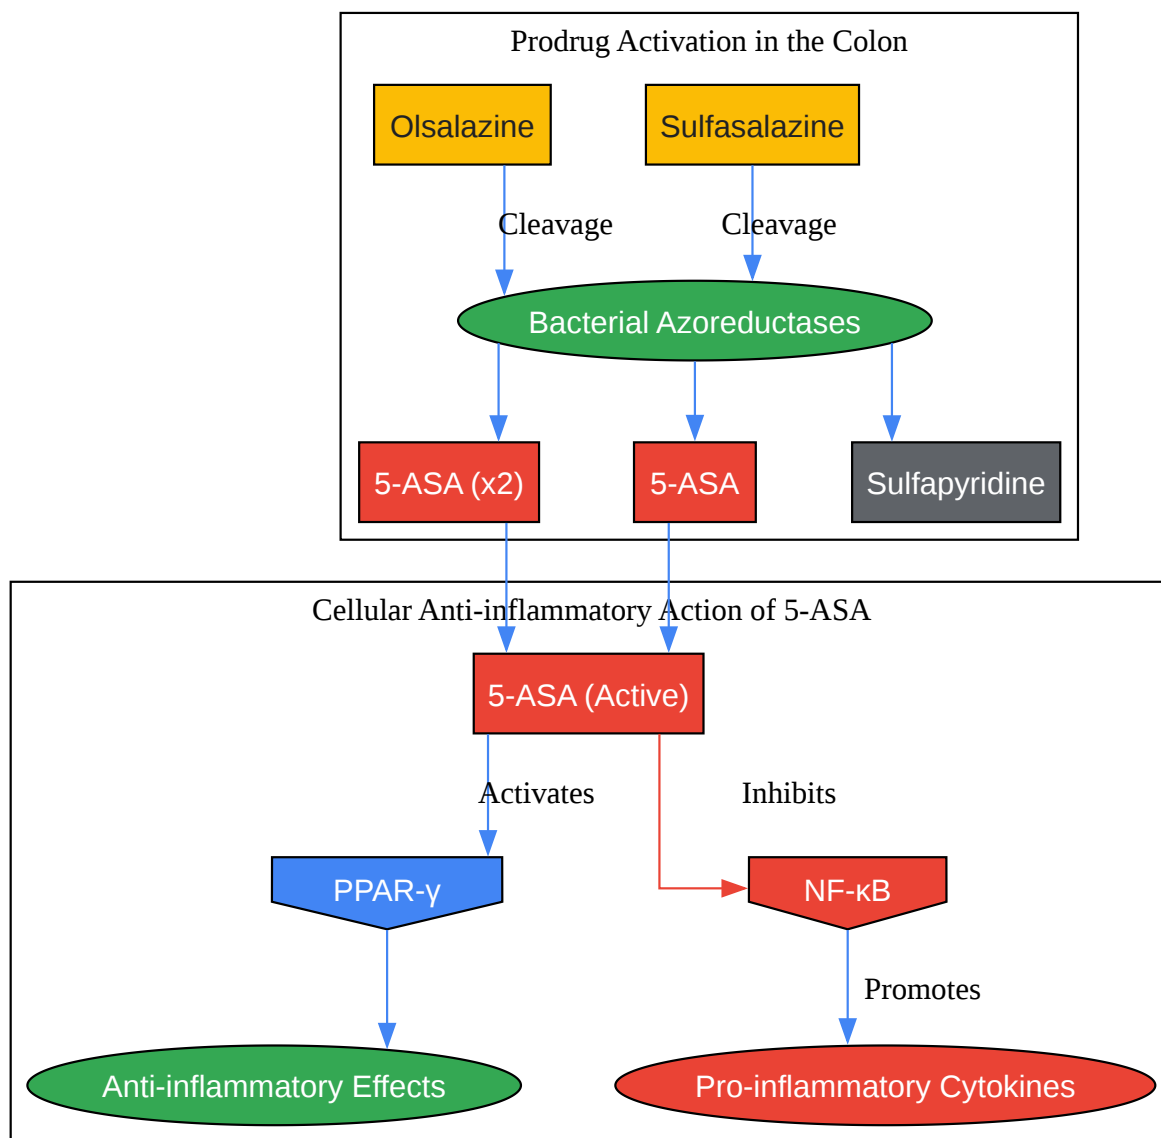 Prodrug Activation in the Colon
Olsalazine
Sulfasalazine
Cleavage
Cleavage
Bacterial Azoreductases
5-ASA (x2)
5-ASA
Sulfapyridine
Cellular Anti-inflammatory Action of 5-ASA
5-ASA (Active)
Activates
Inhibits
PPAR-γ
NF-κB
Promotes
Anti-inflammatory Effects
Pro-inflammatory Cytokines